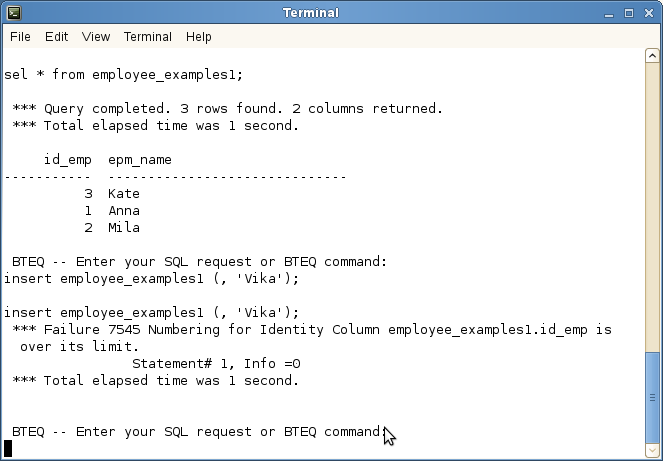 Terminal
File Edit View Terminal Help
sel * from employee_examples1;
*** Query completed. 3 rows found. 2 columns returned.
*** Total elapsed time was 1 second.
id_emp epm_name
----------- ------------------------------
3 Kate
1 Anna
2 Mila
BTEQ -- Enter your SQL request or BTEQ command:
insert employee_examples1 (, 'Vika');
insert employee_examples1 (, 'Vika');
*** Failure 7545 Numbering for Identity Column employee_examples1.id_emp is
over its limit.
Statement# 1, Info =0
*** Total elapsed time was 1 second.
BTEQ -- Enter your SQL request or BTEQ command: